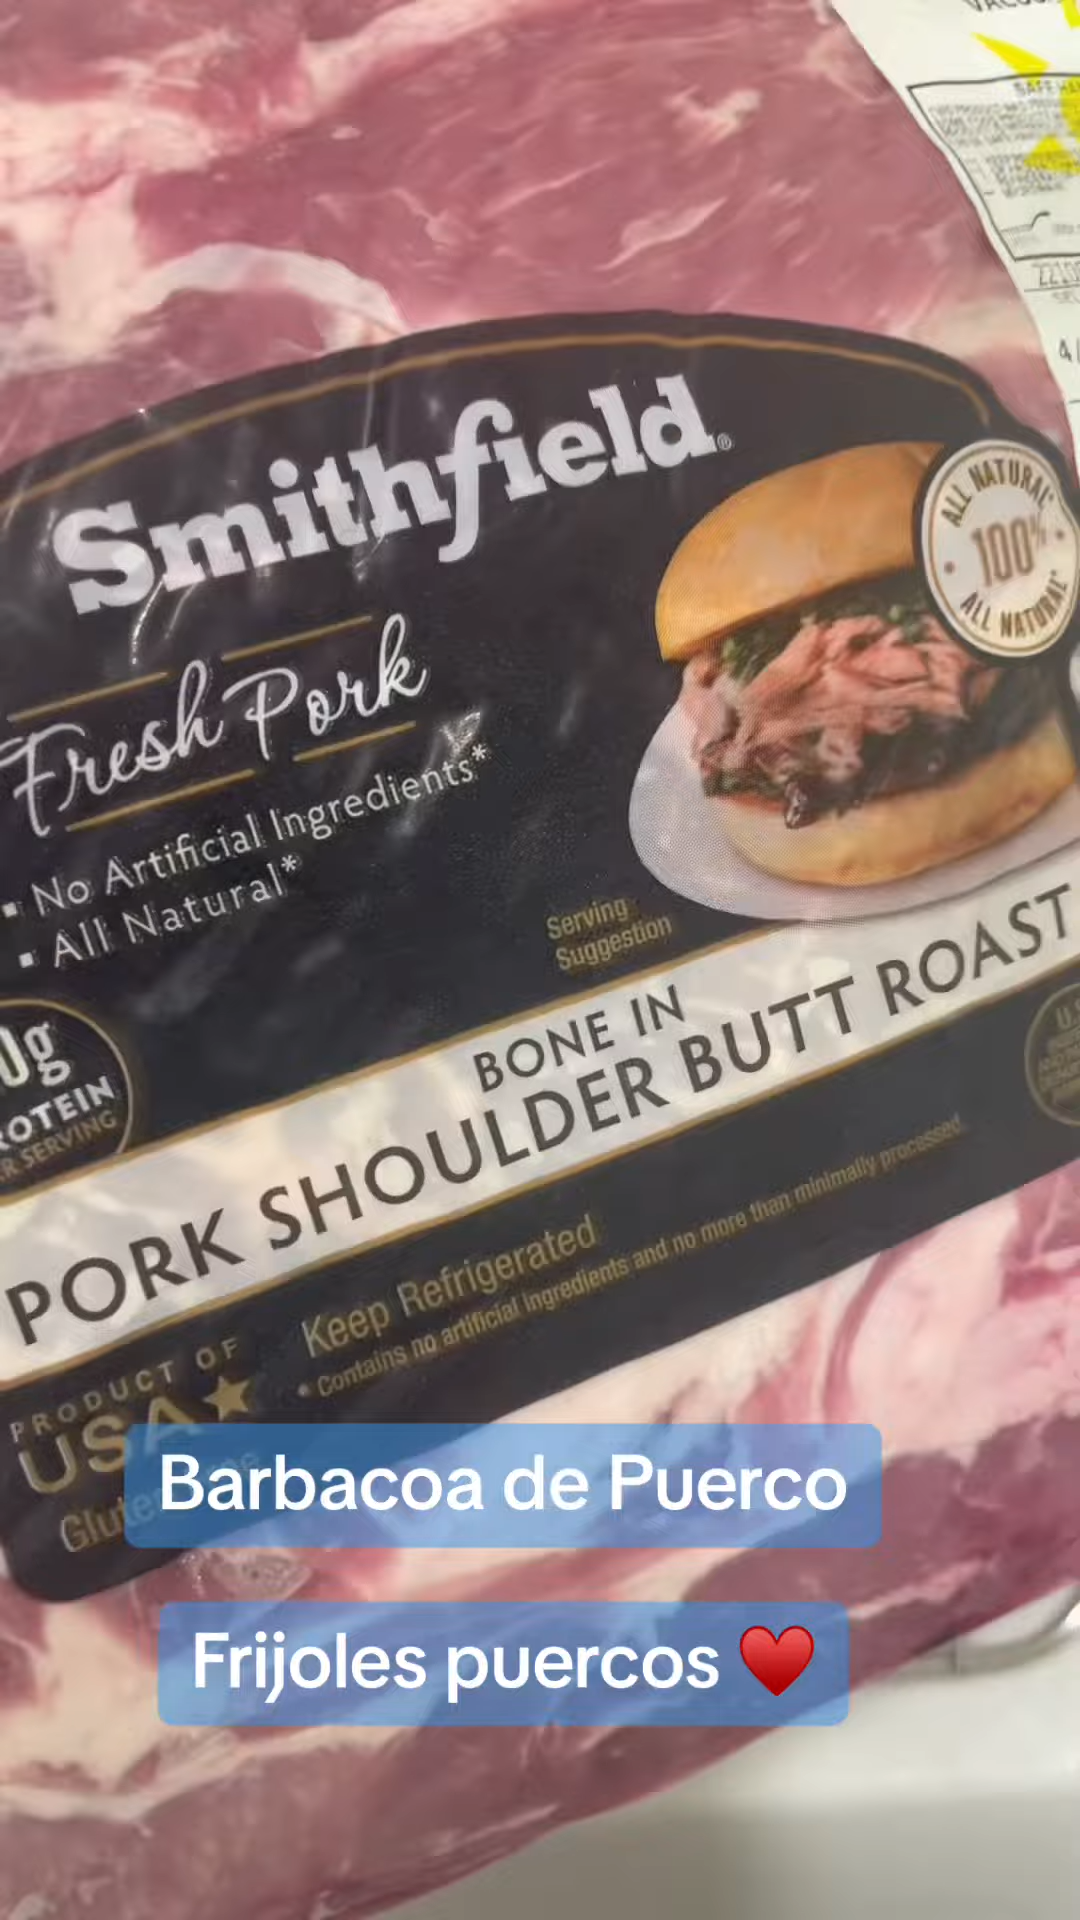 Smithfield®
Fresh Pork
▪ No Artificial Ingredients*
▪ All Natural*
ALL NATURAL*
100%
ALL NATURAL*
Serving
Suggestion
BONE IN
PORK SHOULDER BUTT ROAST
Keep Refrigerated
* Contains no artificial ingredients and no more than minimally processed.
PRODUCT OF
USA
Barbacoa de Puerco
Frijoles puercos ♥️